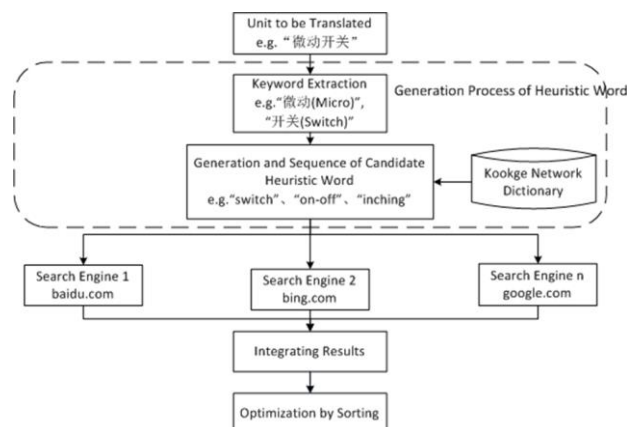 Unit to be Translated
e.g. “微动开关”
Generation Process of Heuristic Word
Keyword Extraction
e.g.“微动(Micro)”,
“开关(Switch)”
Generation and Sequence of Candidate
Heuristic Word
e.g.“switch”、“on-off”、“inching”
Kookge Network
Dictionary
Search Engine 1
baidu.com
Search Engine 2
bing.com
Search Engine n
google.com
Integrating Results
Optimization by Sorting